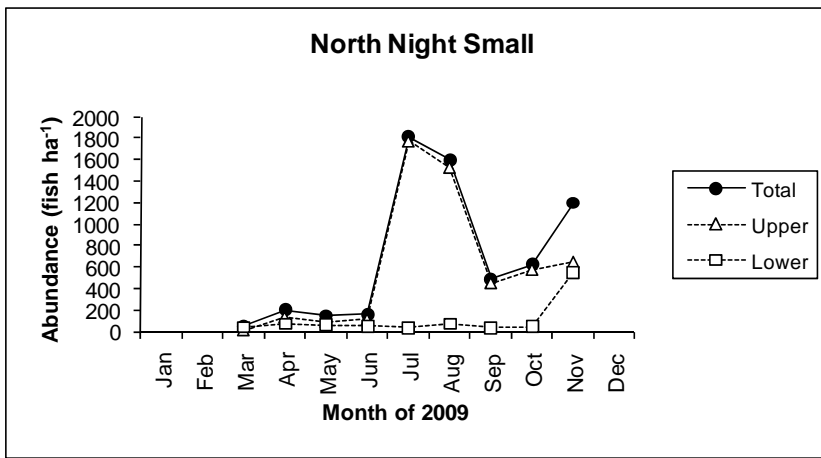 North Night Small
Abundance (fish ha⁻¹)
2000
1800
1600
1400
1200
1000
800
600
400
200
0
Jan
Feb
Mar
Apr
May
Jun
Jul
Aug
Sep
Oct
Nov
Dec
Month of 2009
Total
Upper
Lower